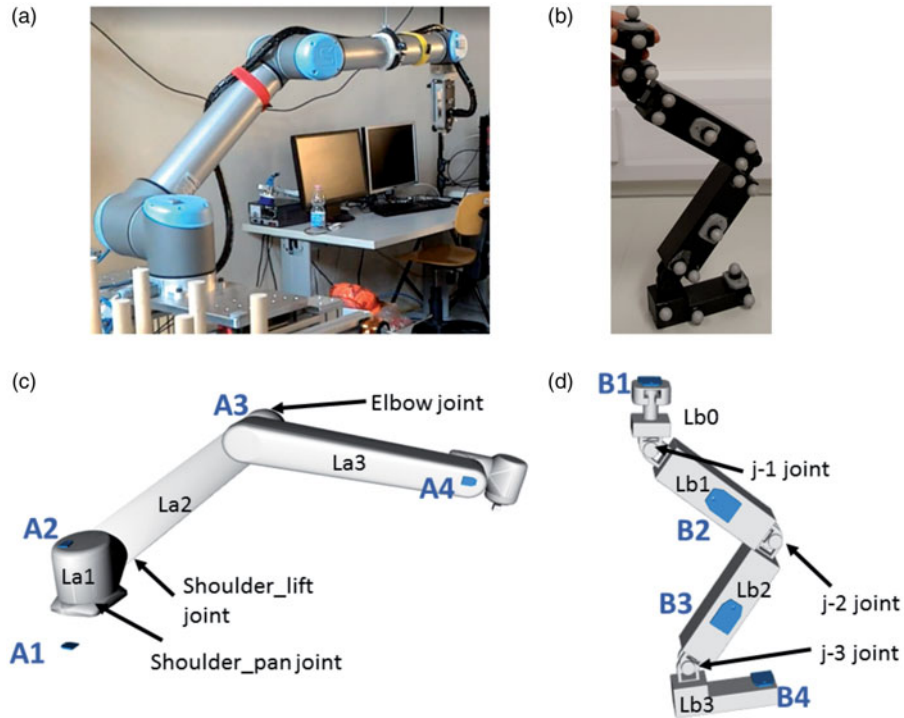 (a)
(b)
(c)
A3
Elbow joint
La3
A4
La2
A2
La1
Shoulder_lift
joint
A1
Shoulder_pan joint
(d)
B1
Lb0
j-1 joint
Lb1
B2
B3
Lb2
j-2 joint
j-3 joint
Lb3
B4